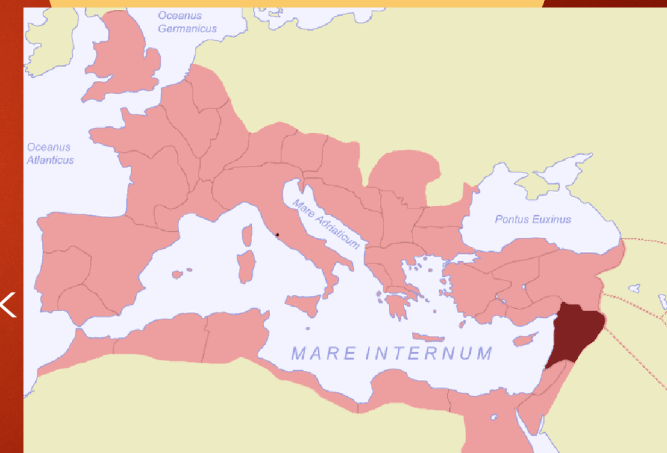 Oceanus
Germanicus
Oceanus
Atlanticus
Mare Adriaticum
Pontus Euxinus
MARE INTERNUM